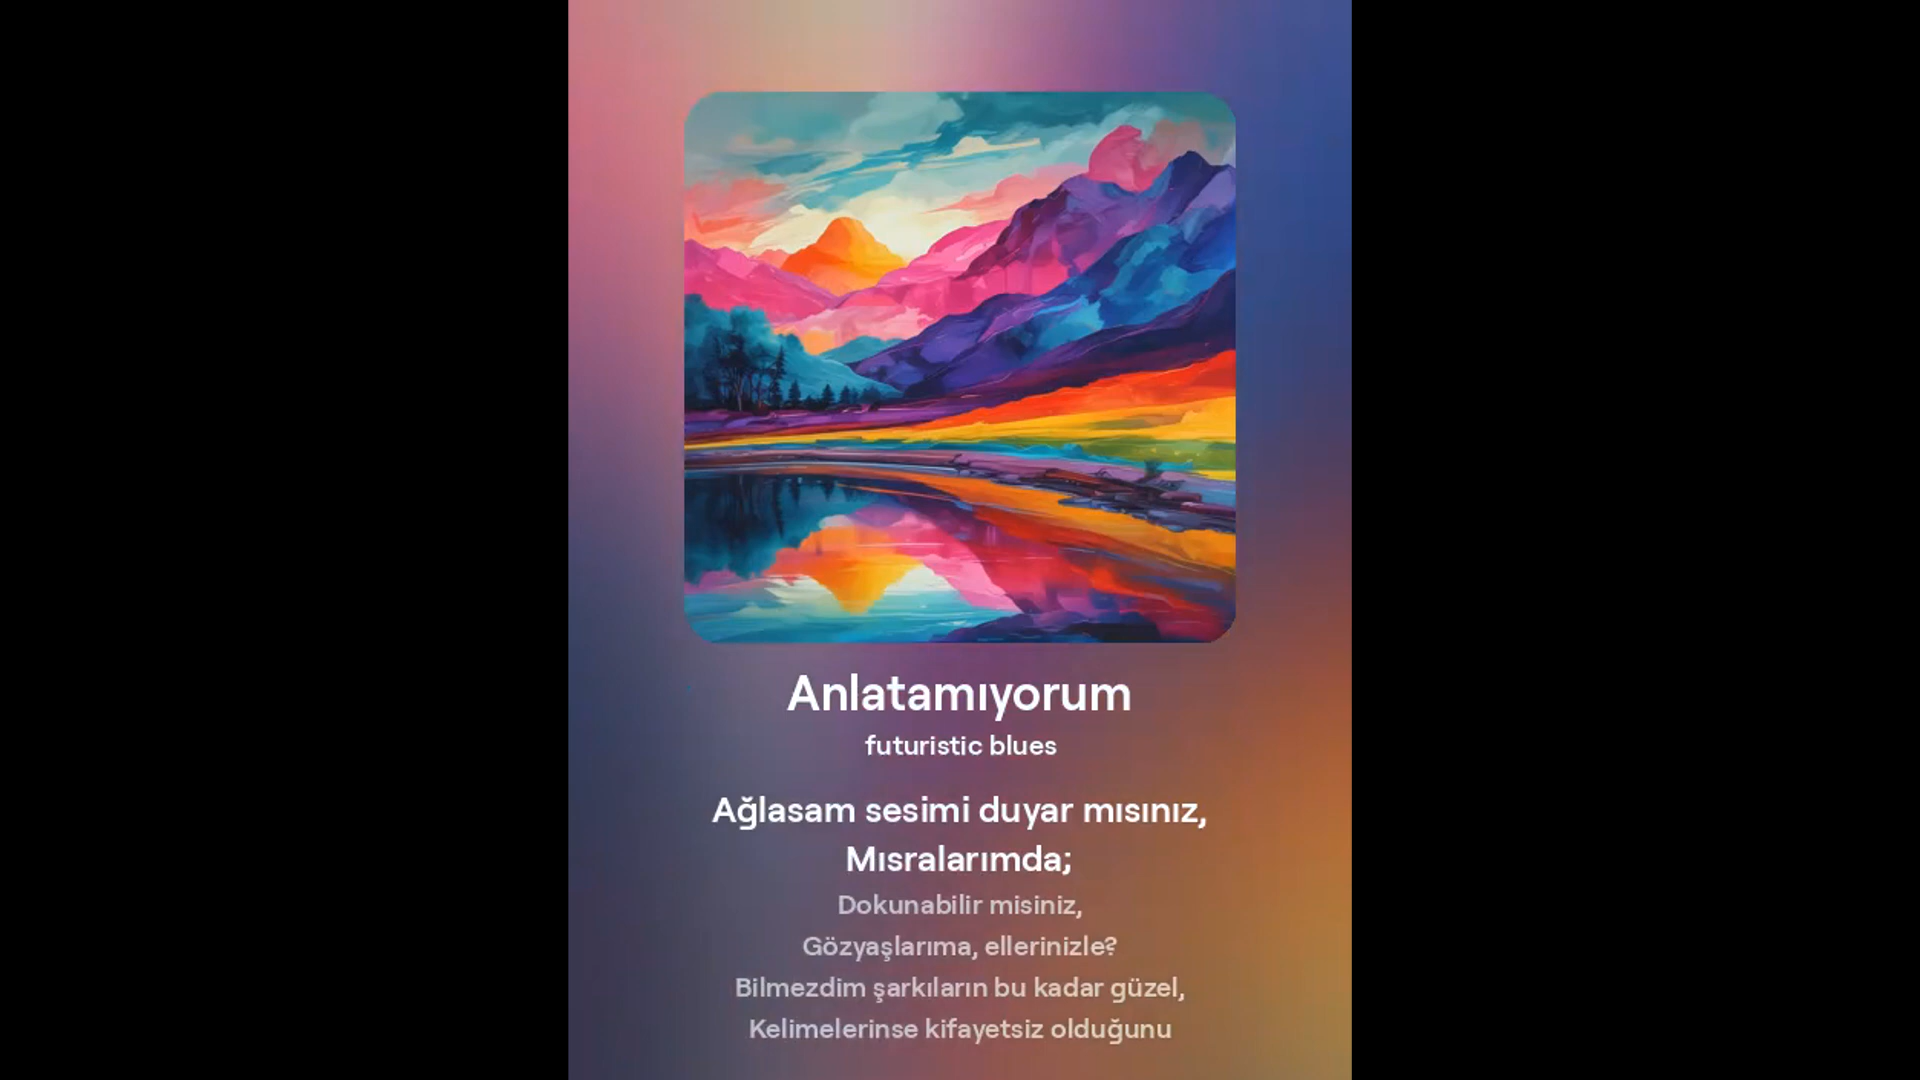 Anlatamıyorum
futuristic blues
Ağlasam sesimi duyar mısınız,
Mısralarımda;
Dokunabilir misiniz,
Gözyaşlarıma, ellerinizle?
Bilmezdim şarkıların bu kadar güzel,
Kelimelerinse kifayetsiz olduğunu